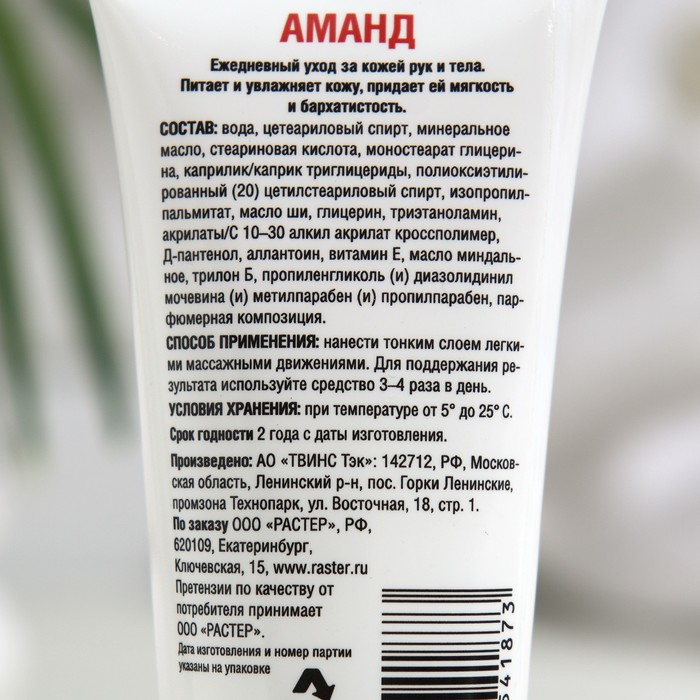 АМАНД
Ежедневный уход за кожей рук и тела.
Питает и увлажняет кожу, придает ей мягкость
и бархатистость.
СОСТАВ: вода, цетеариловый спирт, минеральное
масло, стеариновая кислота, моностеарат глицери-
на, каприлик/каприк триглицериды, полиоксиэтили-
рованный (20) цетилстеариловый спирт, изопропил-
пальмитат, масло ши, глицерин, триэтаноламин,
акрилаты/С 10–30 алкил акрилат кроссполимер,
Д-пантенол, аллантоин, витамин Е, масло миндаль-
ное, трилон Б, пропиленгликоль (и) диазолидинил
мочевина (и) метилпарабен (и) пропилпарабен, пар-
фюмерная композиция.
СПОСОБ ПРИМЕНЕНИЯ: нанести тонким слоем легки-
ми массажными движениями. Для поддержания ре-
зультата используйте средство 3–4 раза в день.
УСЛОВИЯ ХРАНЕНИЯ: при температуре от 5° до 25° С.
Срок годности 2 года с даты изготовления.
Произведено: АО «ТВИНС Тэк»: 142712, РФ, Москов-
ская область, Ленинский р-н, пос. Горки Ленинские,
промзона Технопарк, ул. Восточная, 18, стр. 1.
По заказу ООО «РАСТЕР», РФ,
620109, Екатеринбург,
Ключевская, 15, www.raster.ru
Претензии по качеству от
потребителя принимает
ООО «РАСТЕР».
Дата изготовления и номер партии
указаны на упаковке
541873